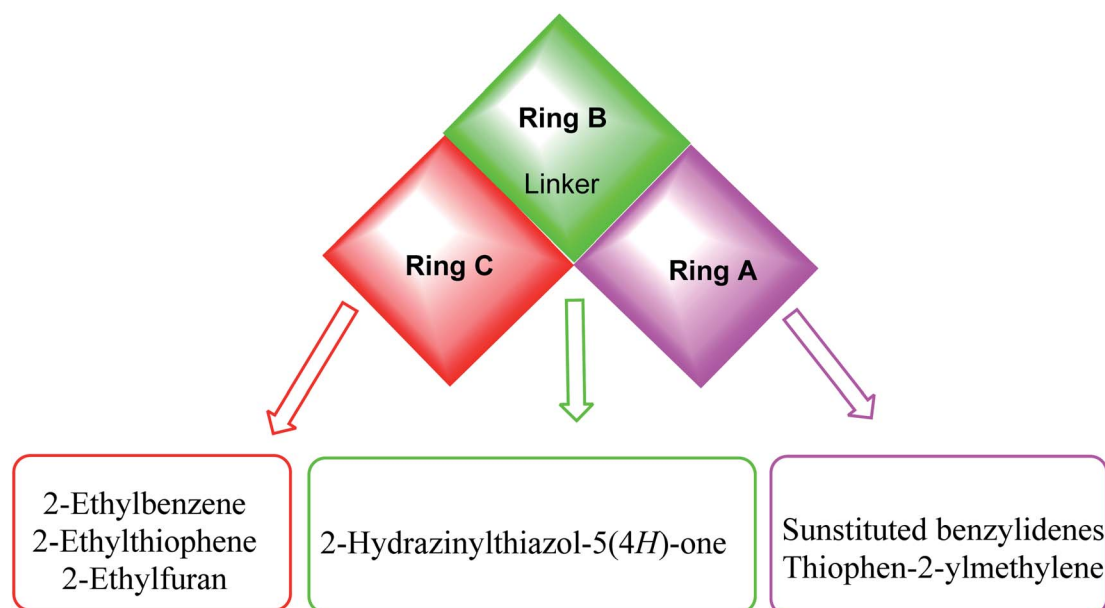 Ring B
Linker
Ring C
Ring A
2-Ethylbenzene
2-Ethylthiophene
2-Ethylfuran
2-Hydrazinylthiazol-5(4H)-one
Sunstituted benzylidenes
Thiophen-2-ylmethylene